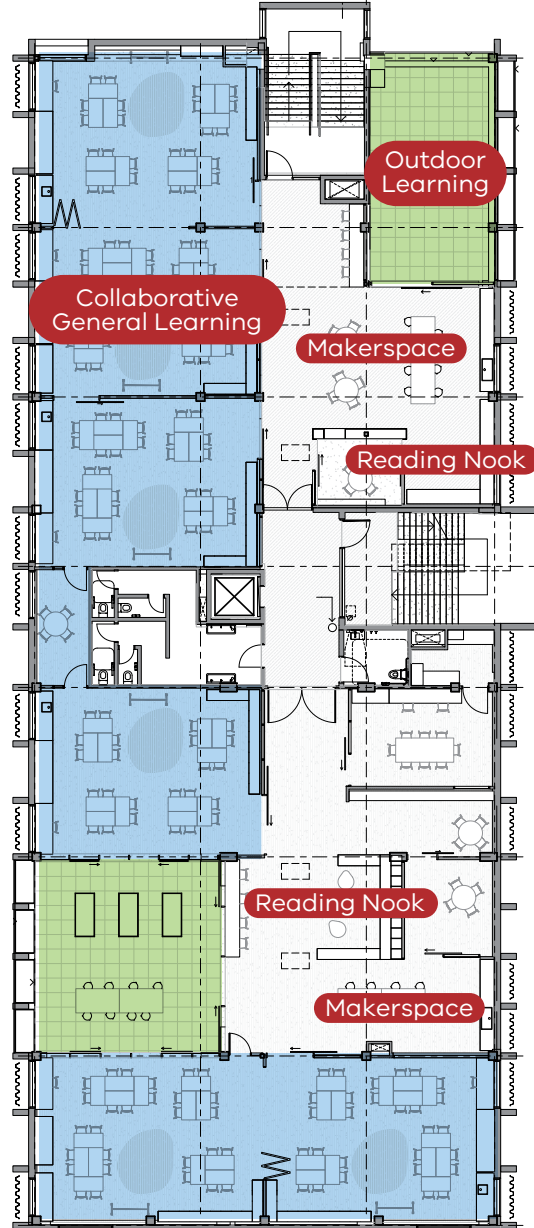 Outdoor
Learning
Collaborative
General Learning
Makerspace
Reading Nook
Reading Nook
Makerspace